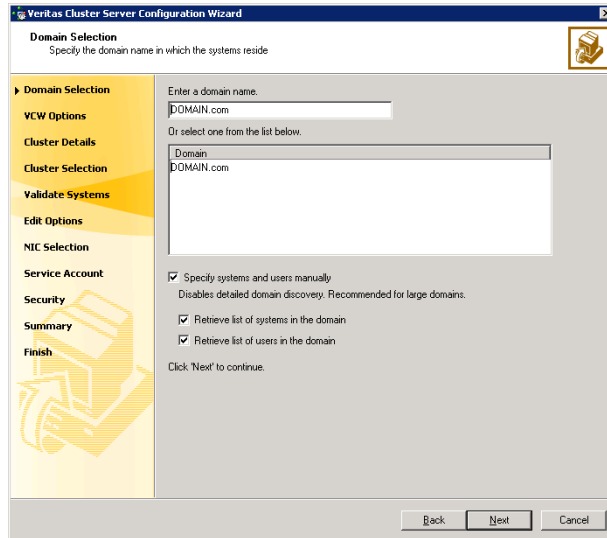 Veritas Cluster Server Configuration Wizard
Domain Selection
Specify the domain name in which the systems reside
Domain Selection
VCW Options
Cluster Details
Cluster Selection
Validate Systems
Edit Options
NIC Selection
Service Account
Security
Summary
Finish
Enter a domain name.
DOMAIN.com
Or select one from the list below.
Domain
DOMAIN.com
Specify systems and users manually
Disables detailed domain discovery. Recommended for large domains.
Retrieve list of systems in the domain
Retrieve list of users in the domain
Click 'Next' to continue.
Back
Next
Cancel